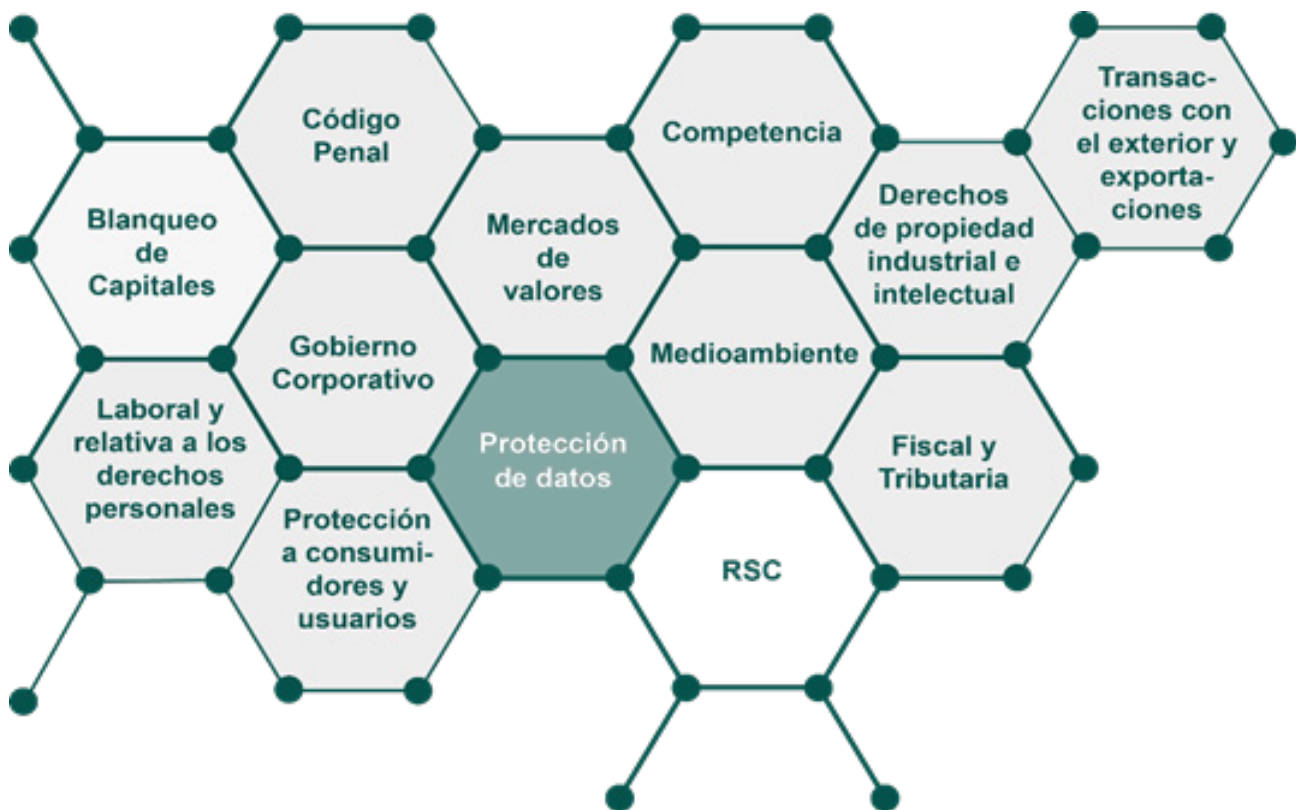 Código
Penal
Competencia
Transac-
ciones con
el exterior y
exporta-
ciones
Blanqueo
de
Capitales
Mercados
de
valores
Derechos
de propiedad
industrial e
intelectual
Gobierno
Corporativo
Medioambiente
Laboral y
relativa a los
derechos
personales
Protección
de datos
Fiscal y
Tributaria
Protección
a consumi-
dores y
usuarios
RSC